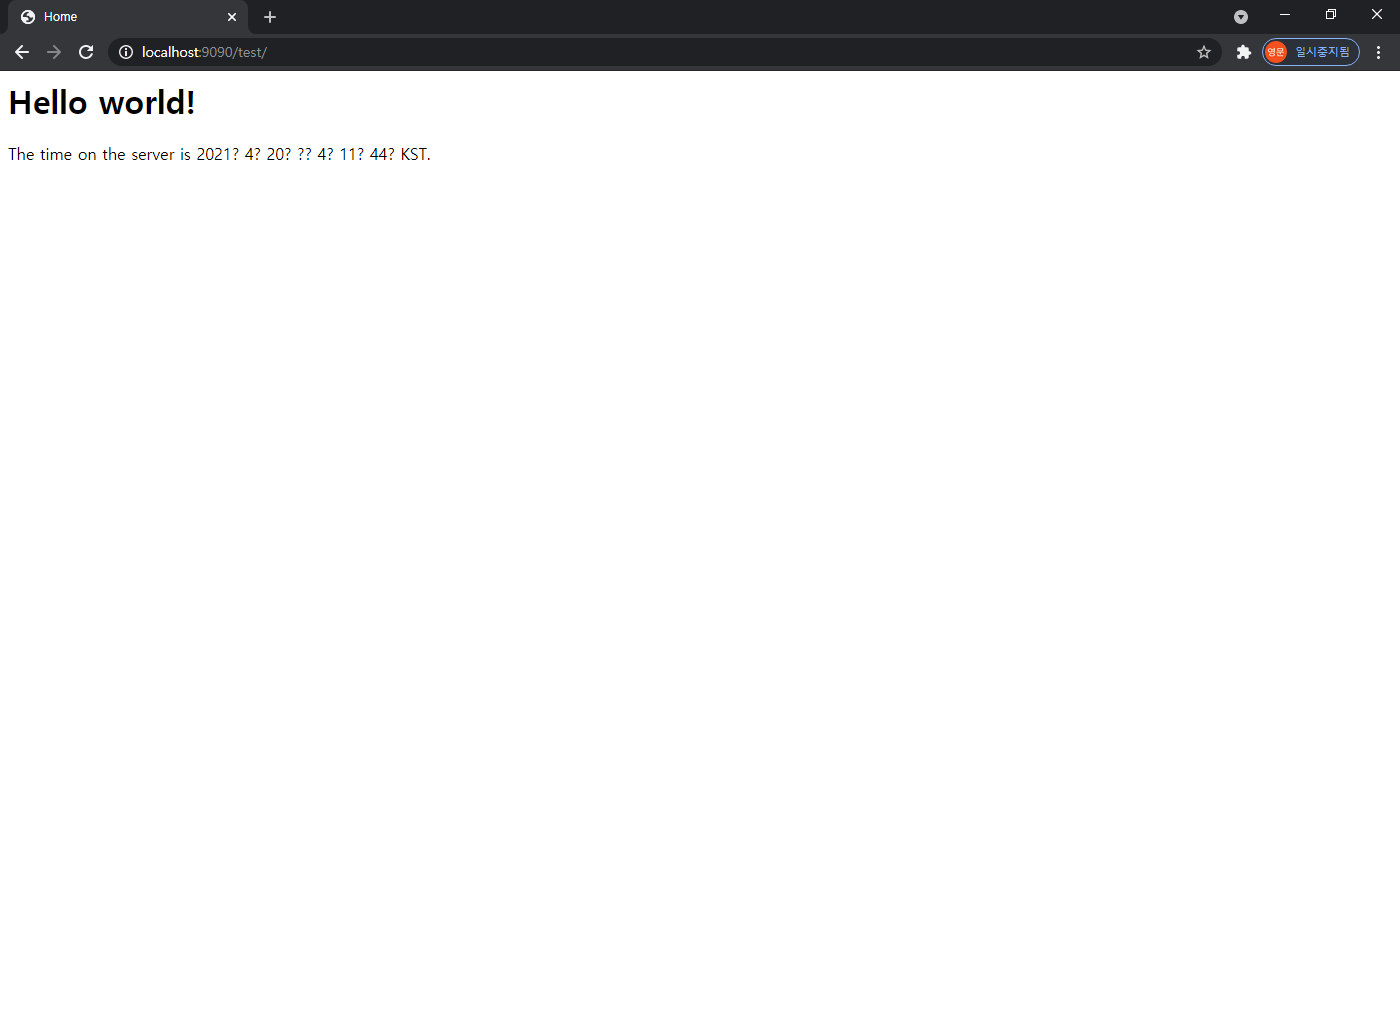 Home
localhost:9090/test/
영문 일시중지됨
Hello world!
The time on the server is 2021? 4? 20? ?? 4? 11? 44? KST.